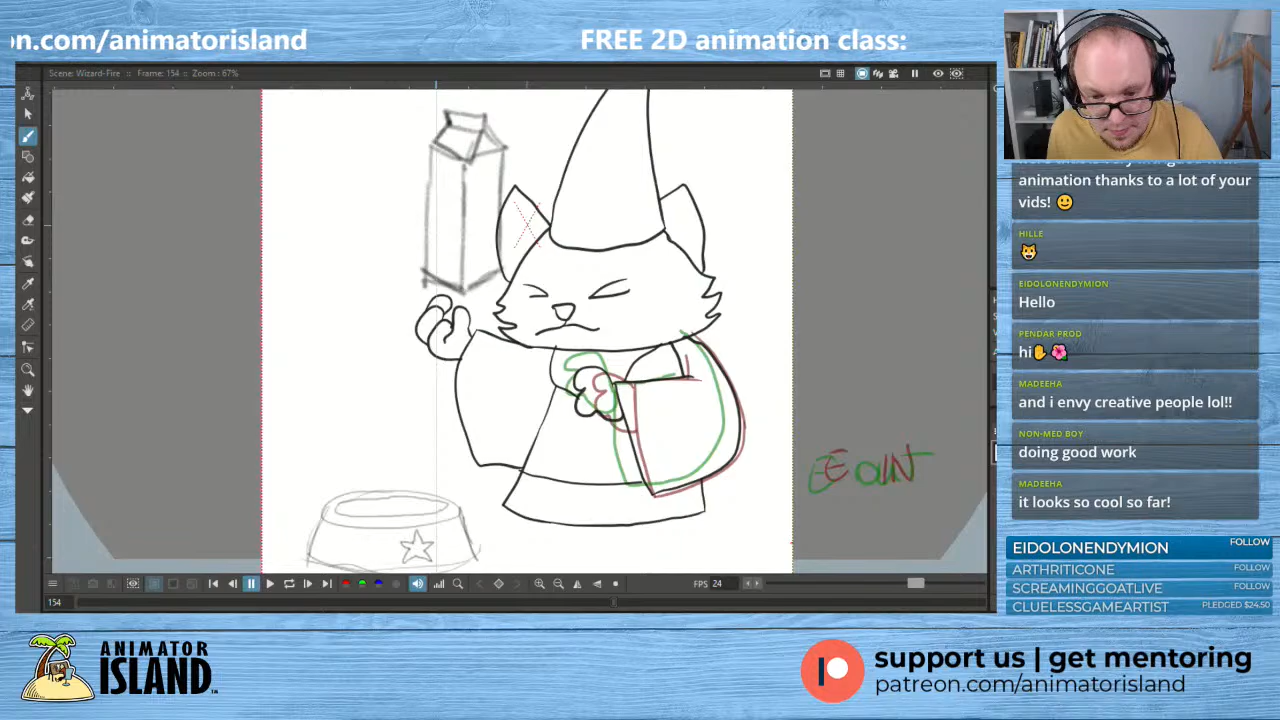 on.com/animatorisland
FREE 2D animation class:
Scene: Wizard-Fire :: Frame: 154 :: Zoom: 67%
animation thanks to a lot of your
vids!
HILLE
EIDOLONENDYMION
Hello
PENDAR PROD
hi
MADEEHA
and i envy creative people lol!!
NON-MED BOY
doing good work
MADEEHA
it looks so cool so far!
EIDOLONENDYMION FOLLOW
ARTHRITICONE FOLLOW
SCREAMINGGOATLIVE FOLLOW
CLUELESSGAMEARTIST PLEDGED $24.50
FPS 24
154
ANIMATOR
ISLAND™
support us | get mentoring
patreon.com/animatorisland